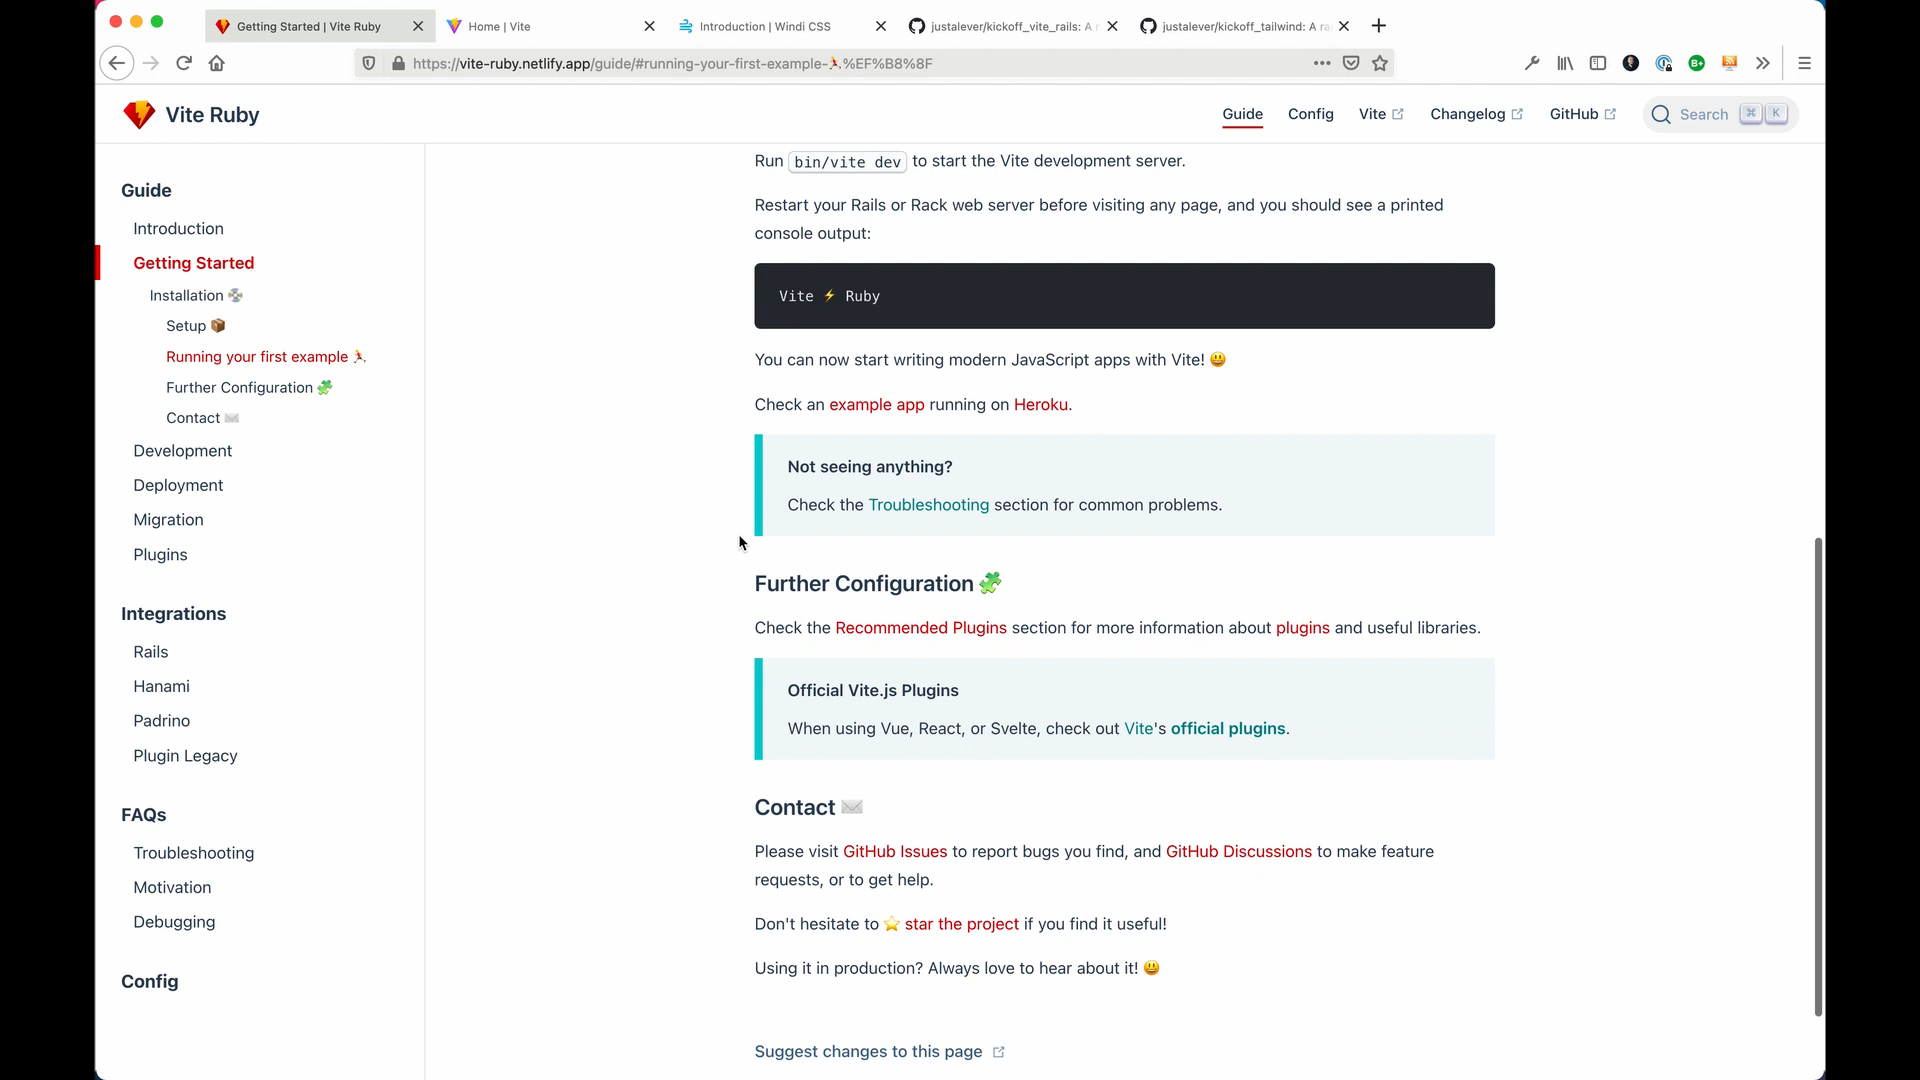 Getting Started | Vite Ruby
Home | Vite
Introduction | Windi CSS
justalever/kickoff_vite_rails: A r
justalever/kickoff_tailwind: A ra
https://vite-ruby.netlify.app/guide/#running-your-first-example-🏃.%EF%B8%8F
B+
Vite Ruby
Guide
Config
Vite
Changelog
GitHub
Search ⌘ K
Guide
Introduction
Getting Started
Installation 💿
Setup 📦
Running your first example 🏃
Further Configuration 🧩
Contact ✉️
Development
Deployment
Migration
Plugins
Integrations
Rails
Hanami
Padrino
Plugin Legacy
FAQs
Troubleshooting
Motivation
Debugging
Config
Run bin/vite dev to start the Vite development server.
Restart your Rails or Rack web server before visiting any page, and you should see a printed
console output:
Vite ⚡ Ruby
You can now start writing modern JavaScript apps with Vite! 😃
Check an example app running on Heroku.
Not seeing anything?
Check the Troubleshooting section for common problems.
Further Configuration 🧩
Check the Recommended Plugins section for more information about plugins and useful libraries.
Official Vite.js Plugins
When using Vue, React, or Svelte, check out Vite's official plugins.
Contact ✉️
Please visit GitHub Issues to report bugs you find, and GitHub Discussions to make feature
requests, or to get help.
Don't hesitate to ⭐ star the project if you find it useful!
Using it in production? Always love to hear about it! 😃
Suggest changes to this page